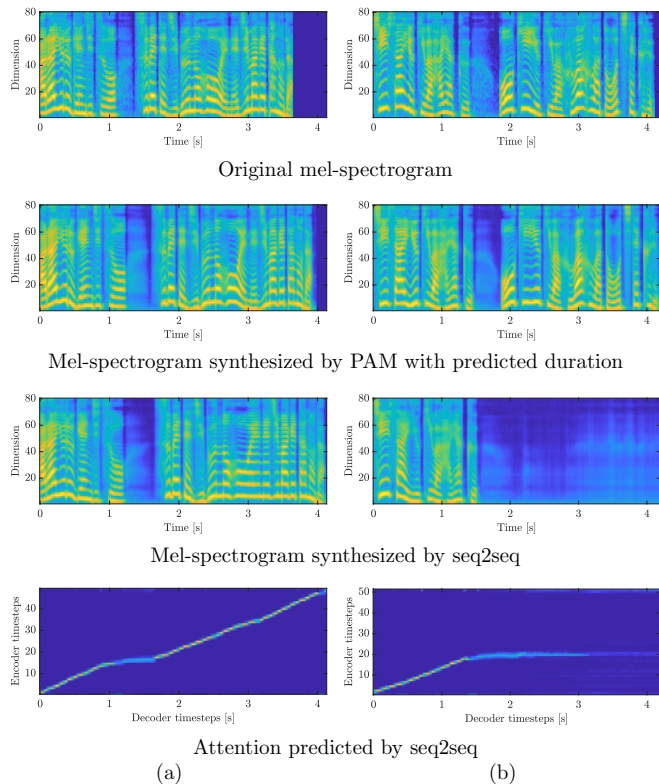 Dimension
80
60
40
20
0 1 2 3 4
Time [s]
80
60
40
20
0 1 2 3 4
Time [s]
Original mel-spectrogram
Dimension
80
60
40
20
0 1 2 3 4
Time [s]
Dimension
80
60
40
20
0 1 2 3 4
Time [s]
Mel-spectrogram synthesized by PAM with predicted duration
Dimension
80
60
40
20
0 1 2 3 4
Time [s]
Dimension
80
60
40
20
0 1 2 3 4
Time [s]
Mel-spectrogram synthesized by seq2seq
Encoder timesteps
40
30
20
10
0 1 2 3 4
Decoder timesteps [s]
Encoder timesteps
50
40
30
20
10
0 1 2 3 4
Decoder timesteps [s]
Attention predicted by seq2seq
(a) (b)